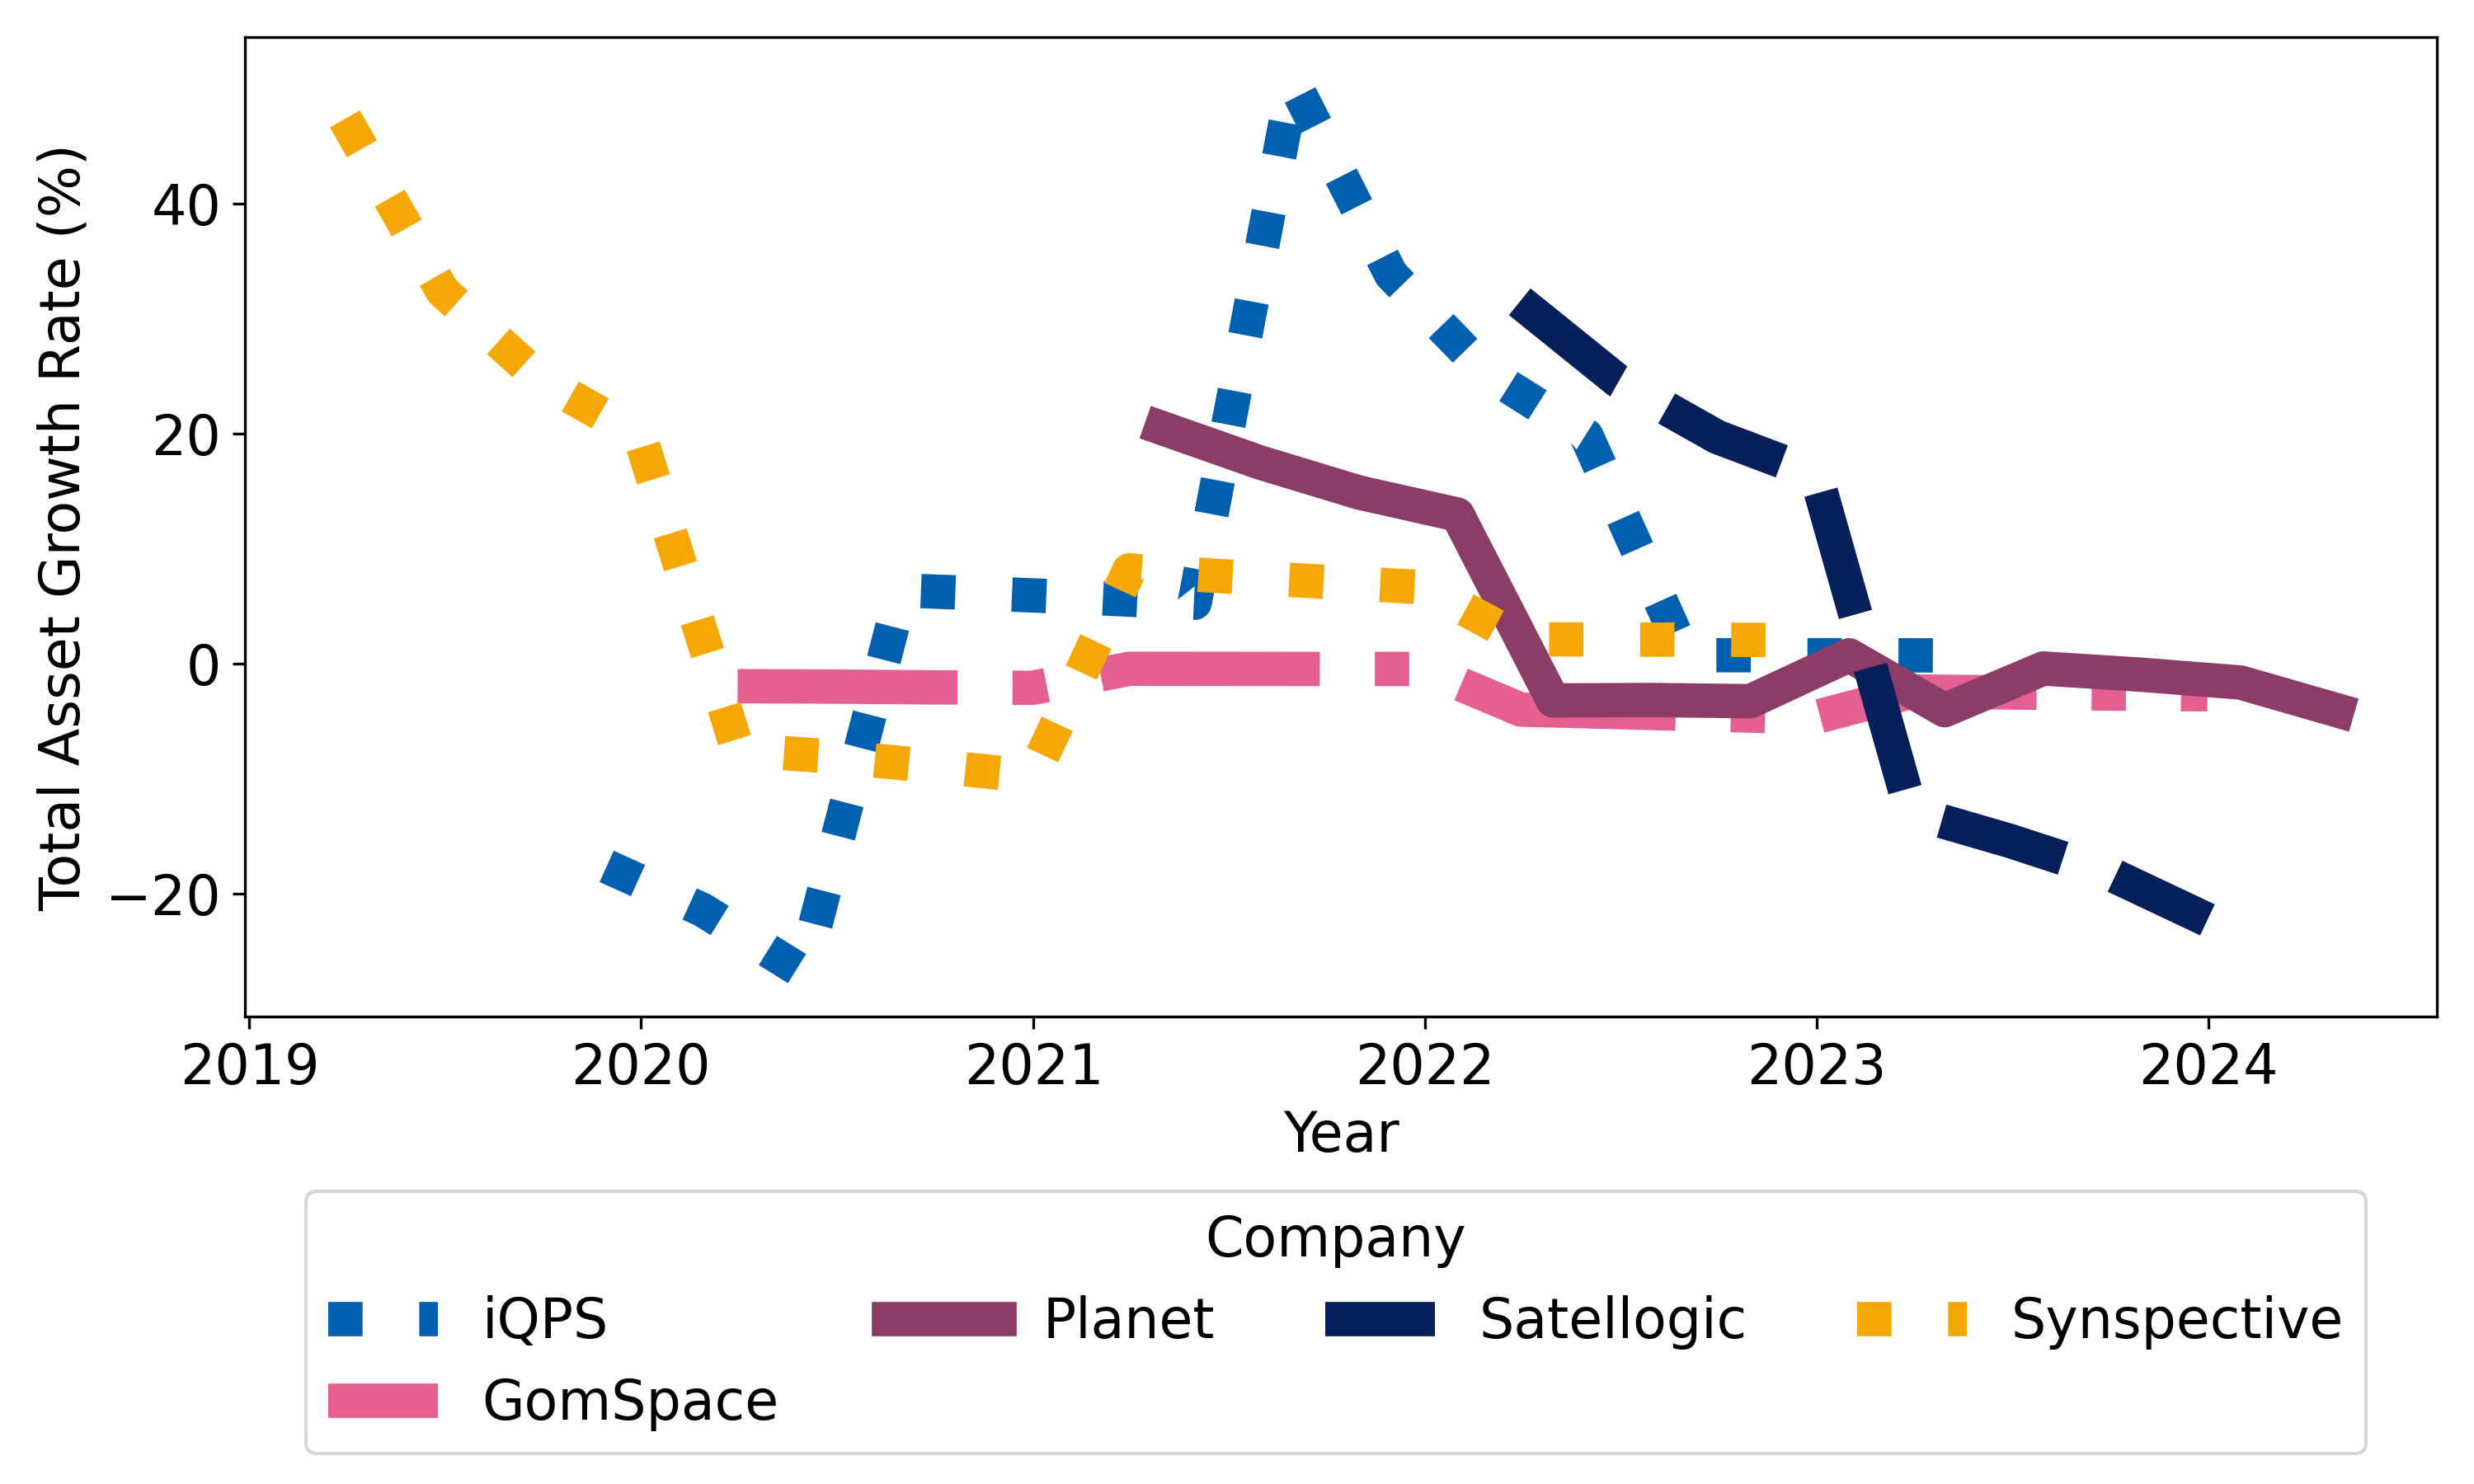 Total Asset Growth Rate (%)
40
20
0
−20
2019 2020 2021 2022 2023 2024
Year
Company
iQPS Planet Satellogic Synspective
GomSpace